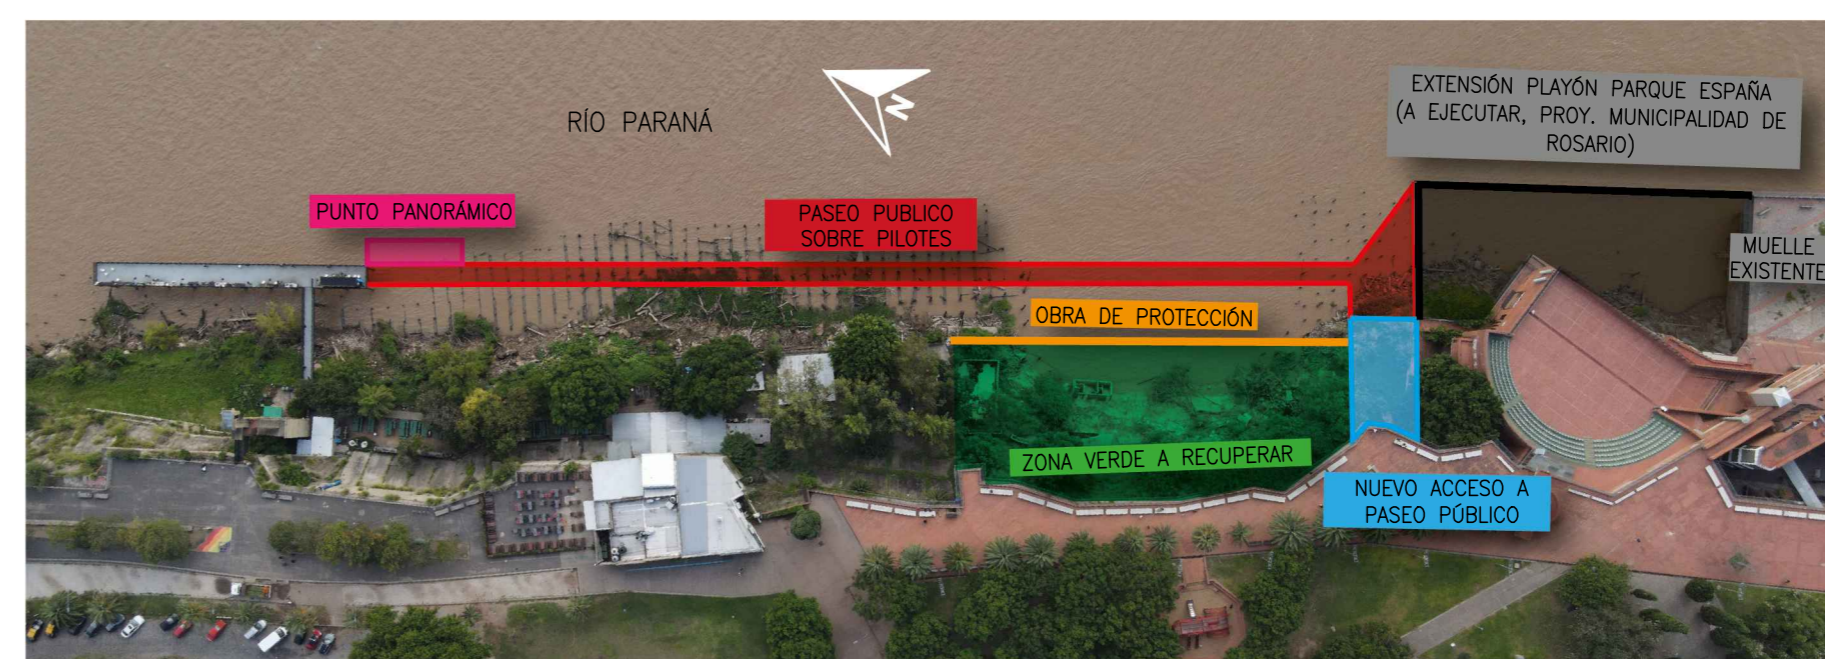 EXTENSIÓN PLAYÓN PARQUE ESPAÑA
(A EJECUTAR, PROY. MUNICIPALIDAD DE
ROSARIO)
RÍO PARANÁ
N
PUNTO PANORÁMICO
PASEO PUBLICO
SOBRE PILOTES
MUELLE
EXISTENTE
OBRA DE PROTECCIÓN
ZONA VERDE A RECUPERAR
NUEVO ACCESO A
PASEO PÚBLICO